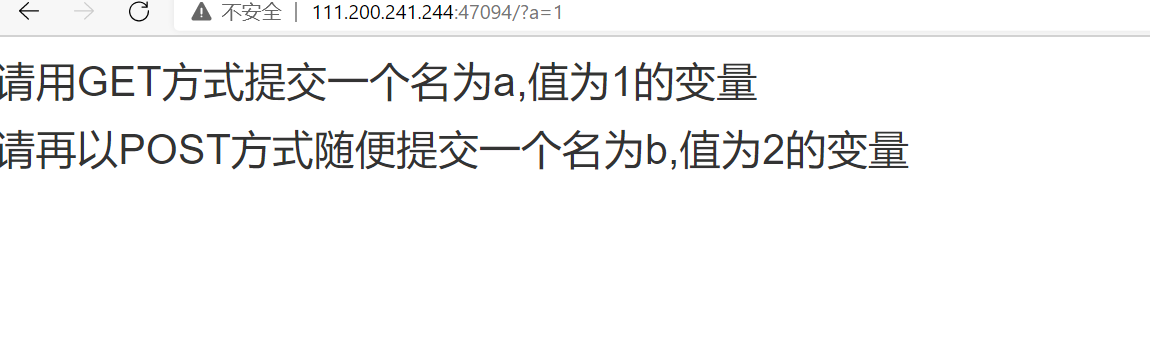 不安全 | 111.200.241.244:47094/?a=1
请用GET方式提交一个名为a,值为1的变量
请再以POST方式随便提交一个名为b,值为2的变量